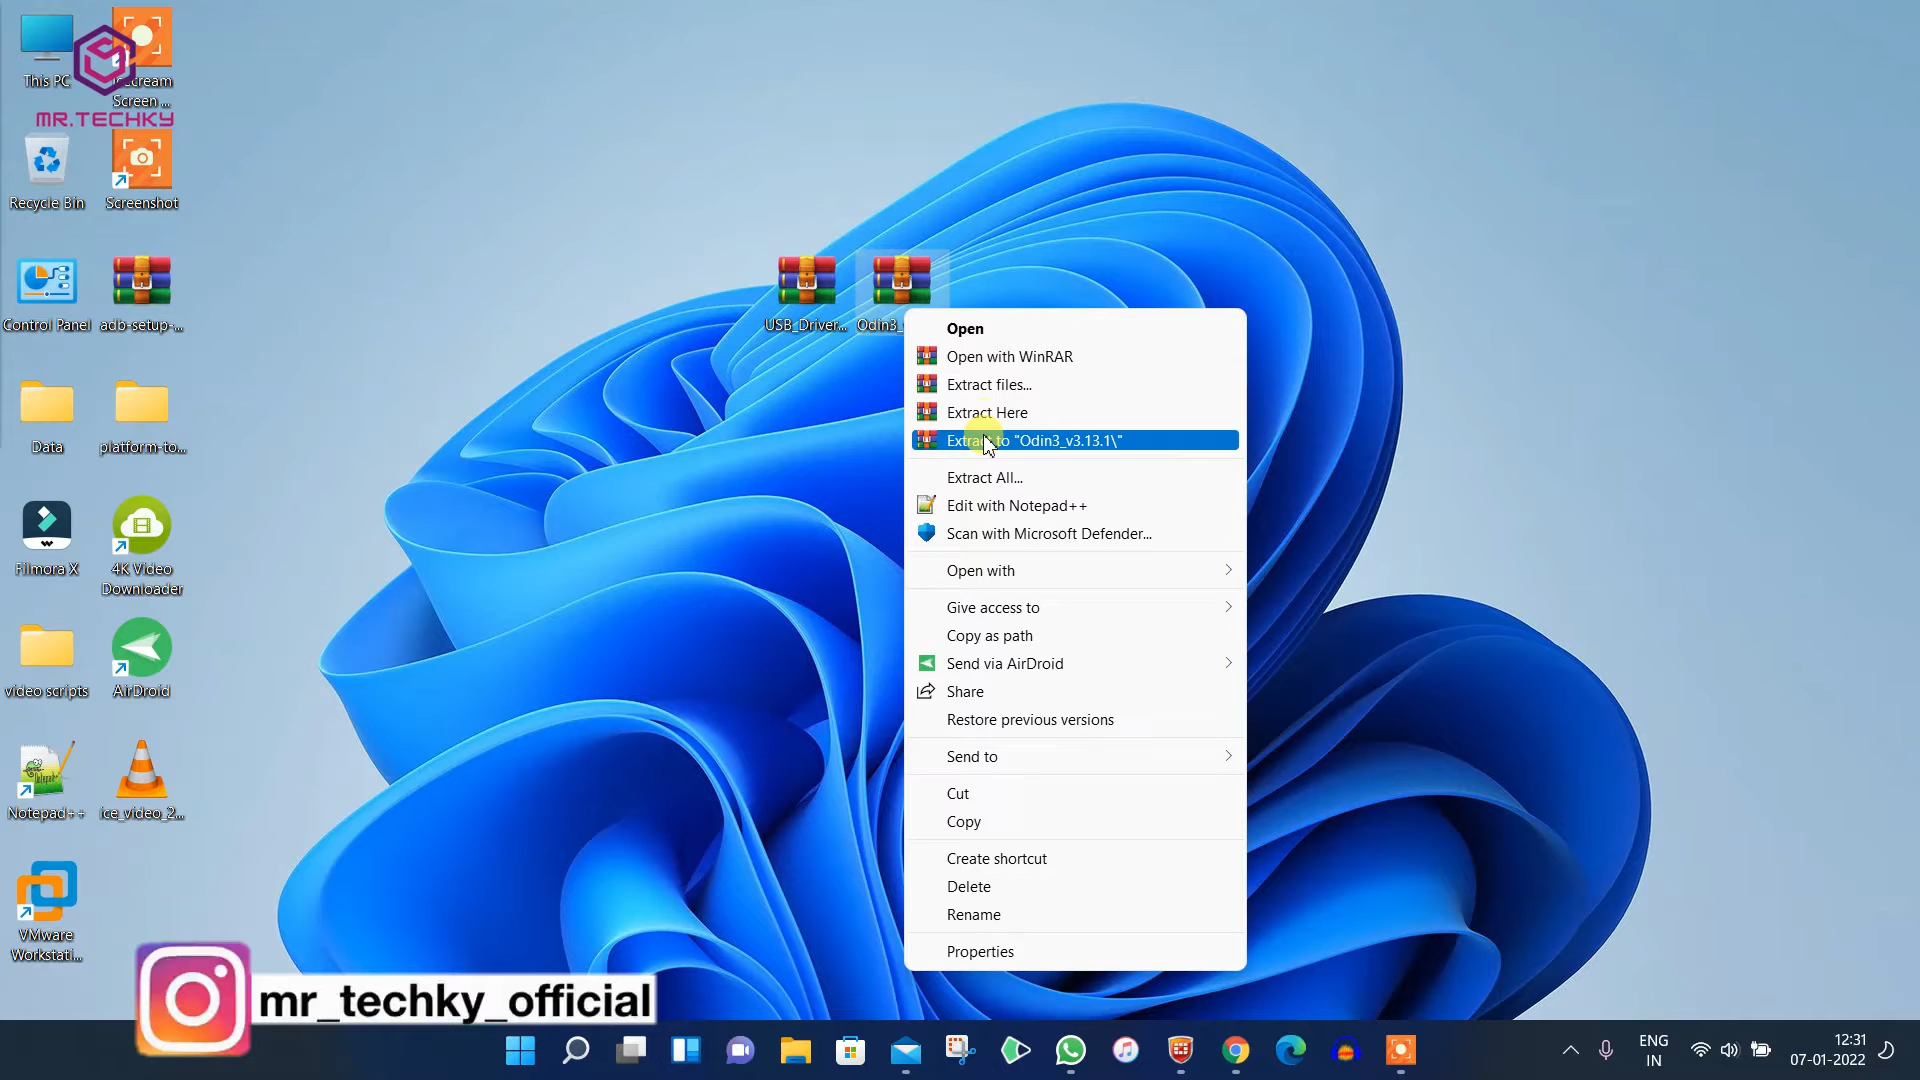 This PC
Icecream
Screen ...
MR.TECHKY
Recycle Bin
Screenshot
Control Panel
adb-setup-...
Data
platform-to...
Filmora X
4K Video
Downloader
video scripts
AirDroid
Notepad++
ice_video_2...
VMware
Workstati...
USB_Driver...
Odin3_
Open
Open with WinRAR
Extract files...
Extract Here
Extract to "Odin3_v3.13.1\"
Extract All...
Edit with Notepad++
Scan with Microsoft Defender...
Open with
Give access to
Copy as path
Send via AirDroid
Share
Restore previous versions
Send to
Cut
Copy
Create shortcut
Delete
Rename
Properties
mr_techky_official
ENG
IN
12:31
07-01-2022